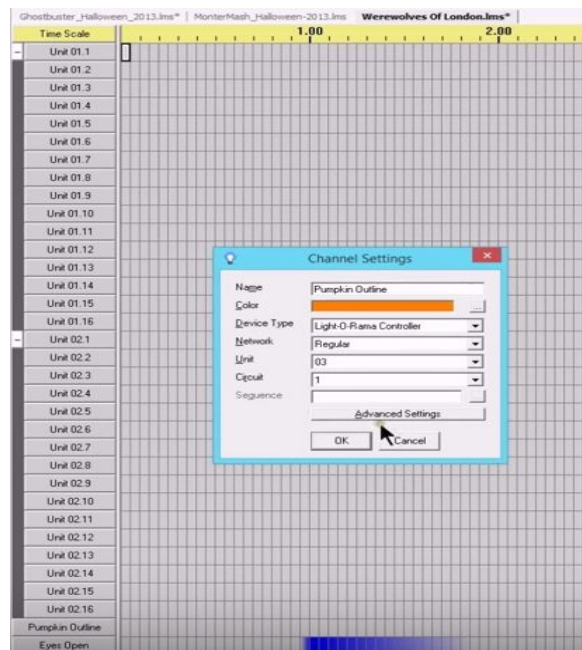 Ghostbuster_Halloween_2013.lms* | MonterMash_Halloween-2013.lms Werewolves Of London.lms*
Time Scale 1.00 2.00
Unit 01.1
Unit 01.2
Unit 01.3
Unit 01.4
Unit 01.5
Unit 01.6
Unit 01.7
Unit 01.8
Unit 01.9
Unit 01.10
Unit 01.11
Unit 01.12
Unit 01.13
Unit 01.14
Unit 01.15
Unit 01.16
Unit 02.1
Unit 02.2
Unit 02.3
Unit 02.4
Unit 02.5
Unit 02.6
Unit 02.7
Unit 02.8
Unit 02.9
Unit 02.10
Unit 02.11
Unit 02.12
Unit 02.13
Unit 02.14
Unit 02.15
Unit 02.16
Pumpkin Outline
Eyes Open
Channel Settings
Name Pumpkin Outline
Color ...
Device Type Light-O-Rama Controller
Network Regular
Unit 03
Circuit 1
Sequence ...
Advanced Settings
OK Cancel